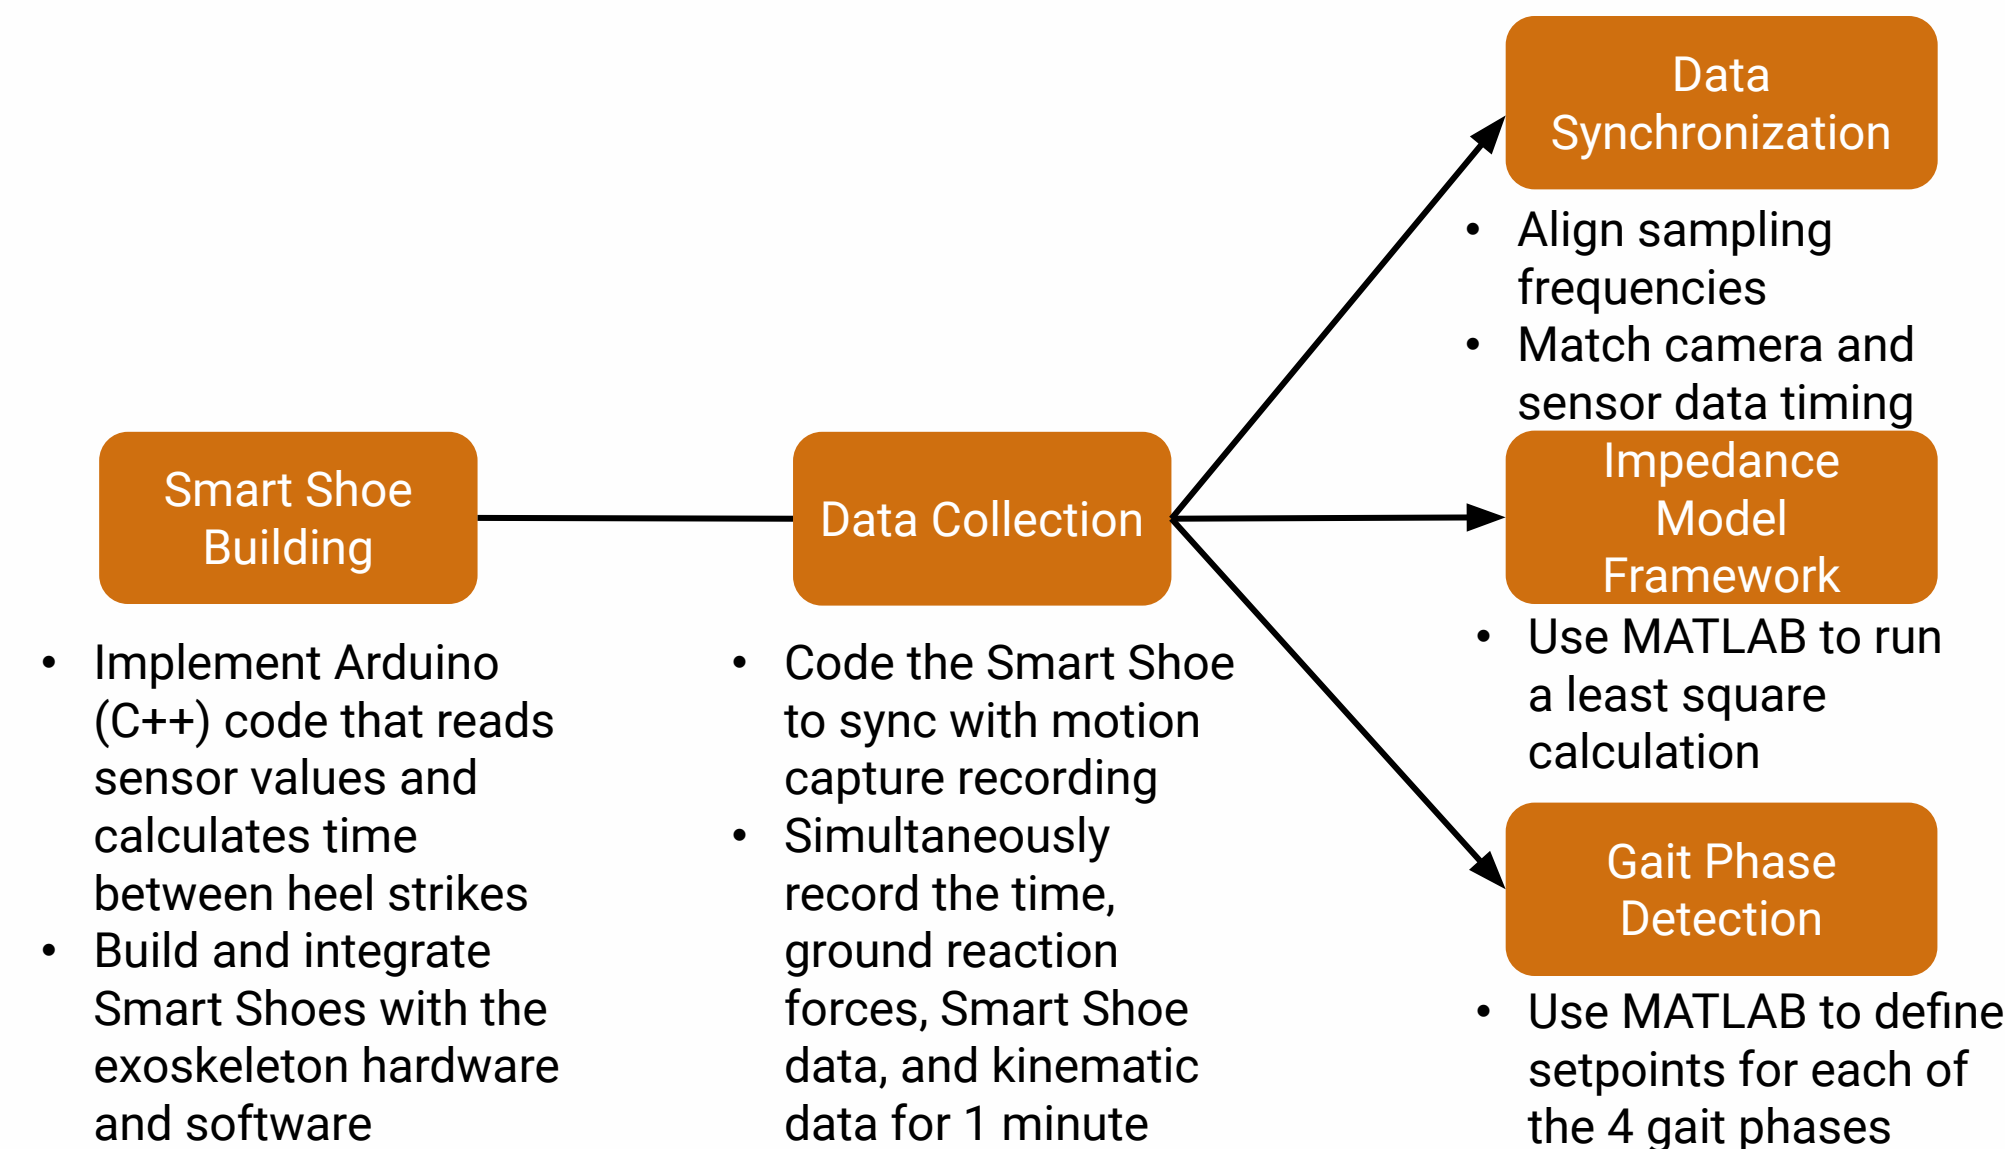 Smart Shoe
Building
• Implement Arduino
(C++) code that reads
sensor values and
calculates time
between heel strikes
• Build and integrate
Smart Shoes with the
exoskeleton hardware
and software
Data Collection
• Code the Smart Shoe
to sync with motion
capture recording
• Simultaneously
record the time,
ground reaction
forces, Smart Shoe
data, and kinematic
data for 1 minute
Data
Synchronization
• Align sampling
frequencies
• Match camera and
sensor data timing
Impedance
Model
Framework
• Use MATLAB to run
a least square
calculation
Gait Phase
Detection
• Use MATLAB to define
setpoints for each of
the 4 gait phases